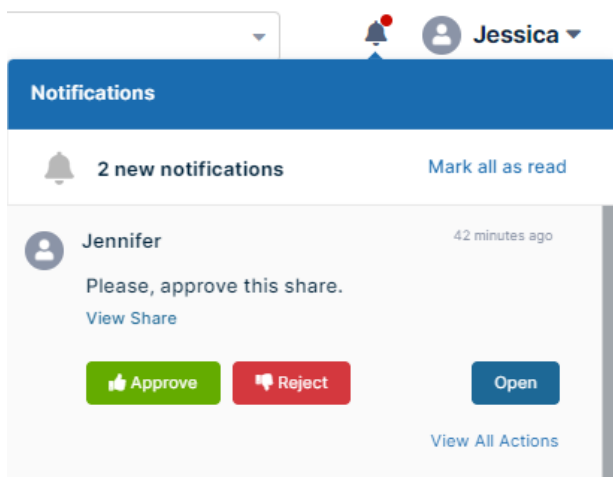 Jessica
Notifications
2 new notifications Mark all as read
Jennifer 42 minutes ago
Please, approve this share.
View Share
Approve Reject Open
View All Actions